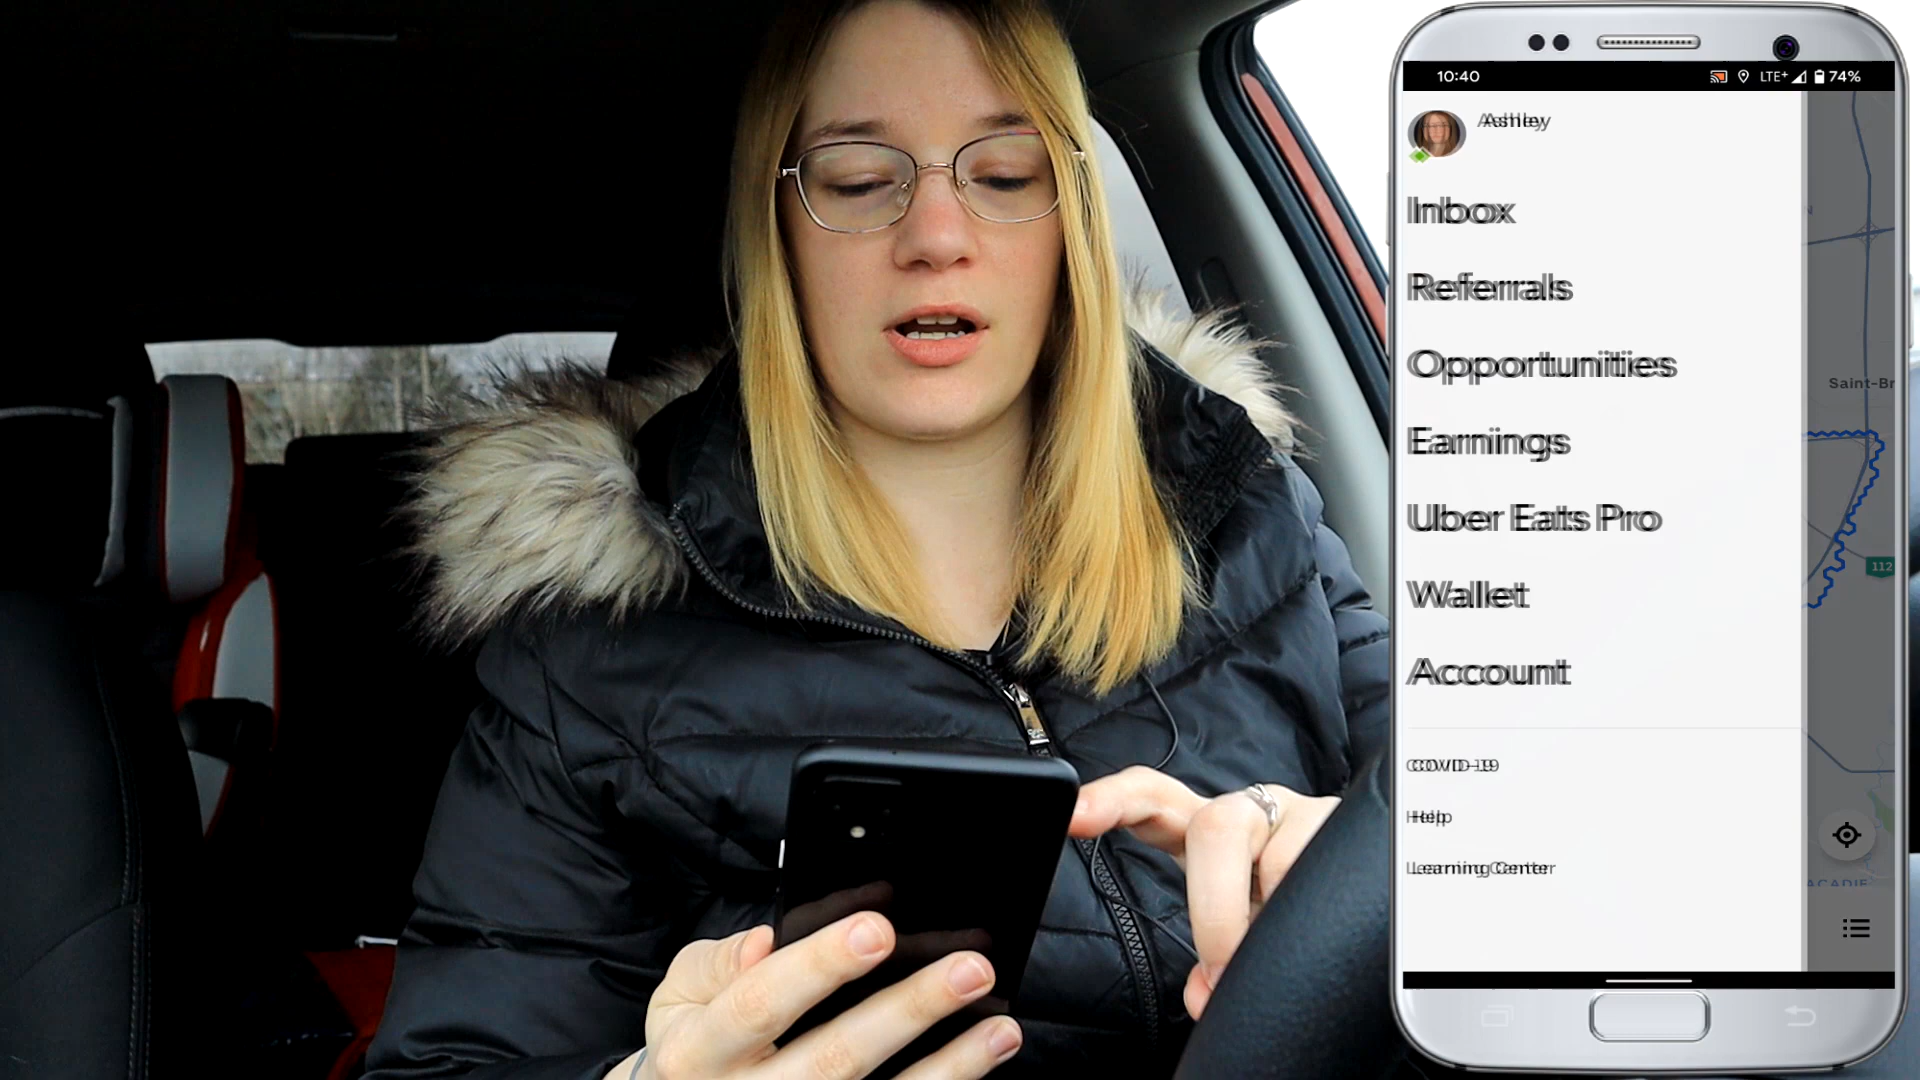 10:40
LTE+
74%
Ashley
Inbox
Referrals
Opportunities
Earnings
Uber Eats Pro
Wallet
Account
COVID-19
Help
Learning Center
Saint-Br
112
ACADIE